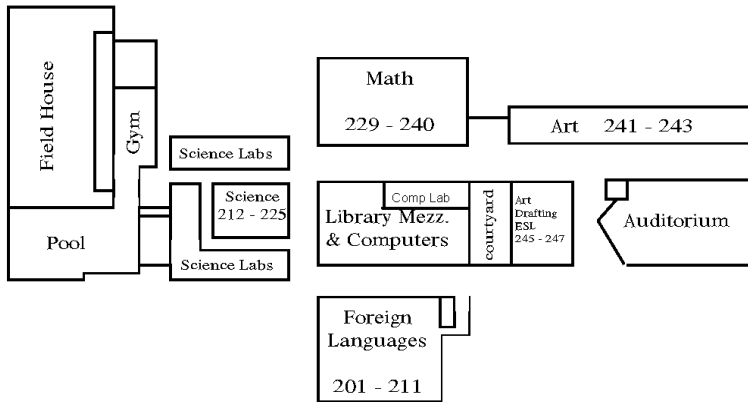 Field House
Gym
Pool
Science Labs
Science
212 - 225
Science Labs
Math
229 - 240
Art 241 - 243
Comp Lab
Library Mezz.
& Computers
courtyard
Art
Drafting
ESL
245 - 247
Auditorium
Foreign
Languages
201 - 211